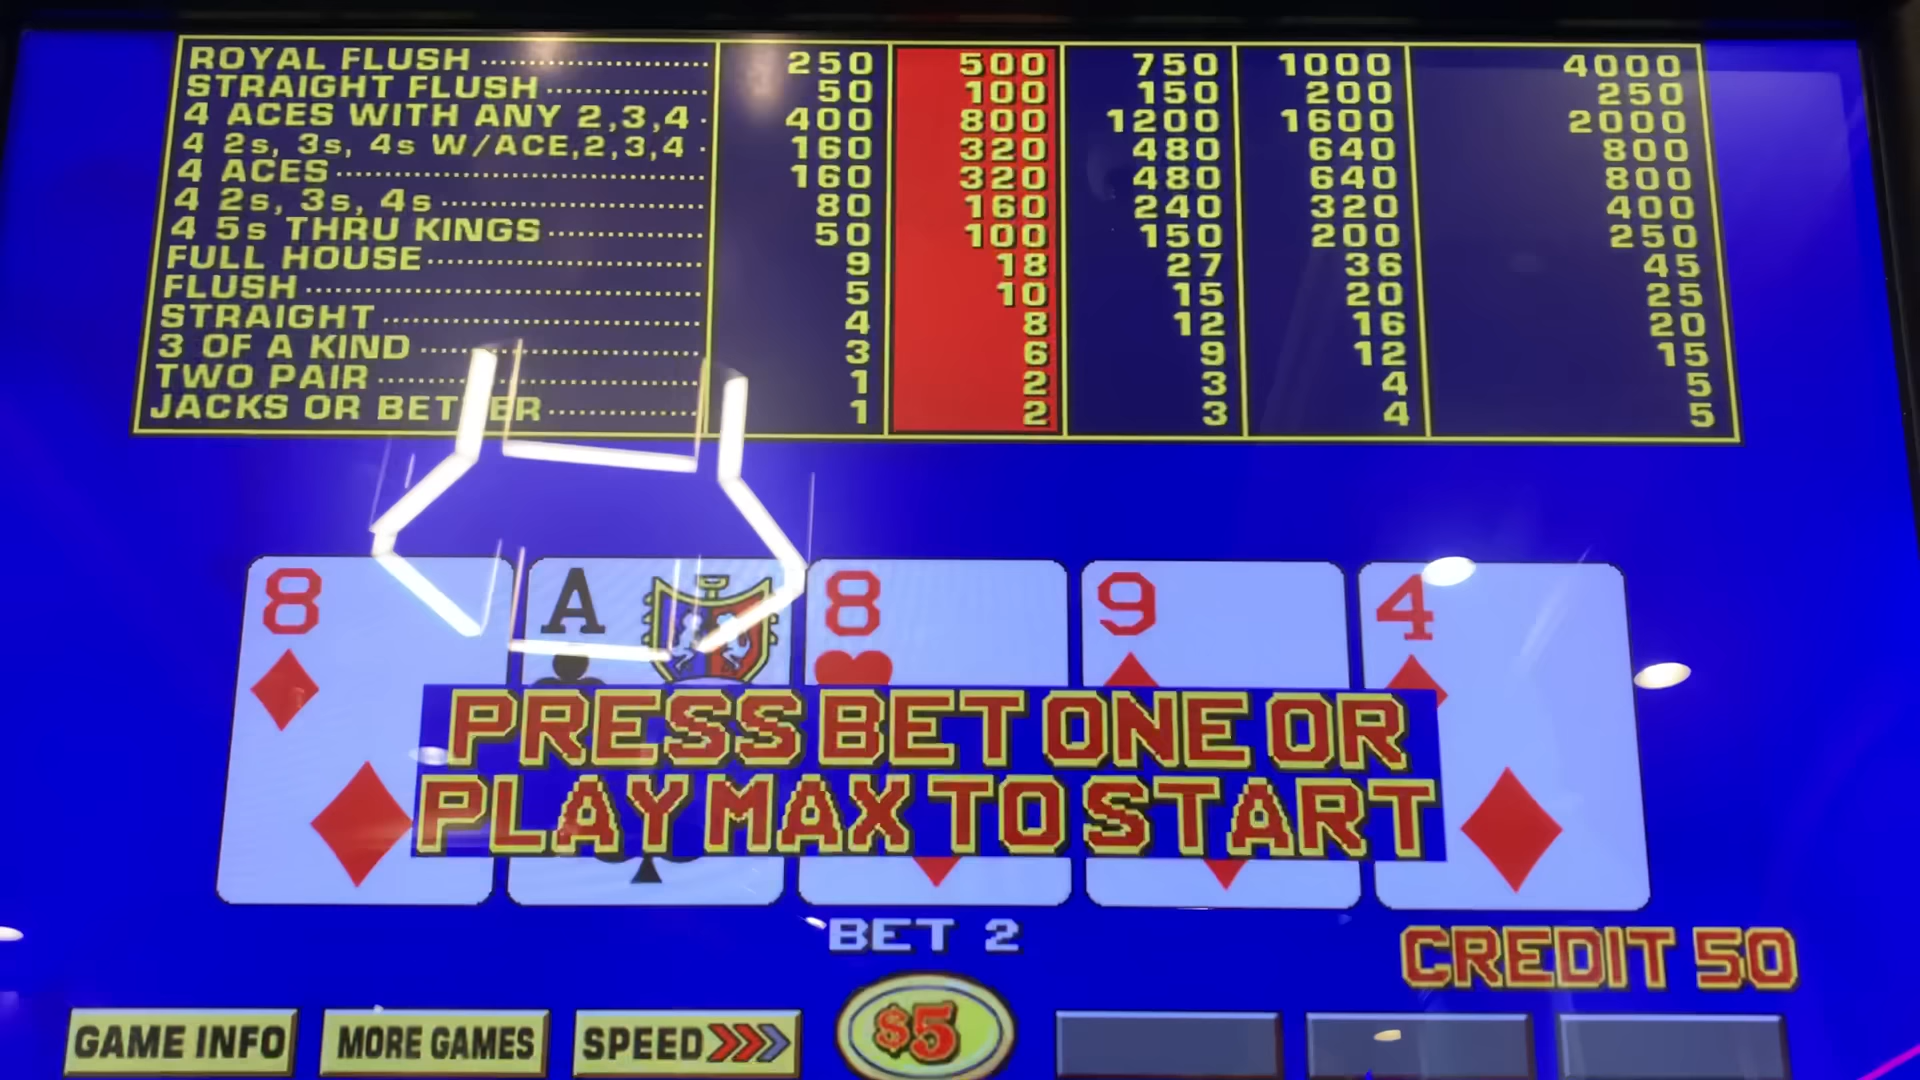 ROYAL FLUSH 250 500 750 1000 4000
STRAIGHT FLUSH 50 100 150 200 250
4 ACES WITH ANY 2,3,4 400 800 1200 1600 2000
4 2s, 3s, 4s W/ACE,2,3,4 160 320 480 640 800
4 ACES 160 320 480 640 800
4 2s, 3s, 4s 80 160 240 320 400
4 5s THRU KINGS 50 100 150 200 250
FULL HOUSE 9 18 27 36 45
FLUSH 5 10 15 20 25
STRAIGHT 4 8 12 16 20
3 OF A KIND 3 6 9 12 15
TWO PAIR 1 2 3 4 5
JACKS OR BETTER 1 2 3 4 5
8 A 8 9 4
PRESS BET ONE OR
PLAY MAX TO START
BET 2
CREDIT 50
GAME INFO MORE GAMES SPEED $5